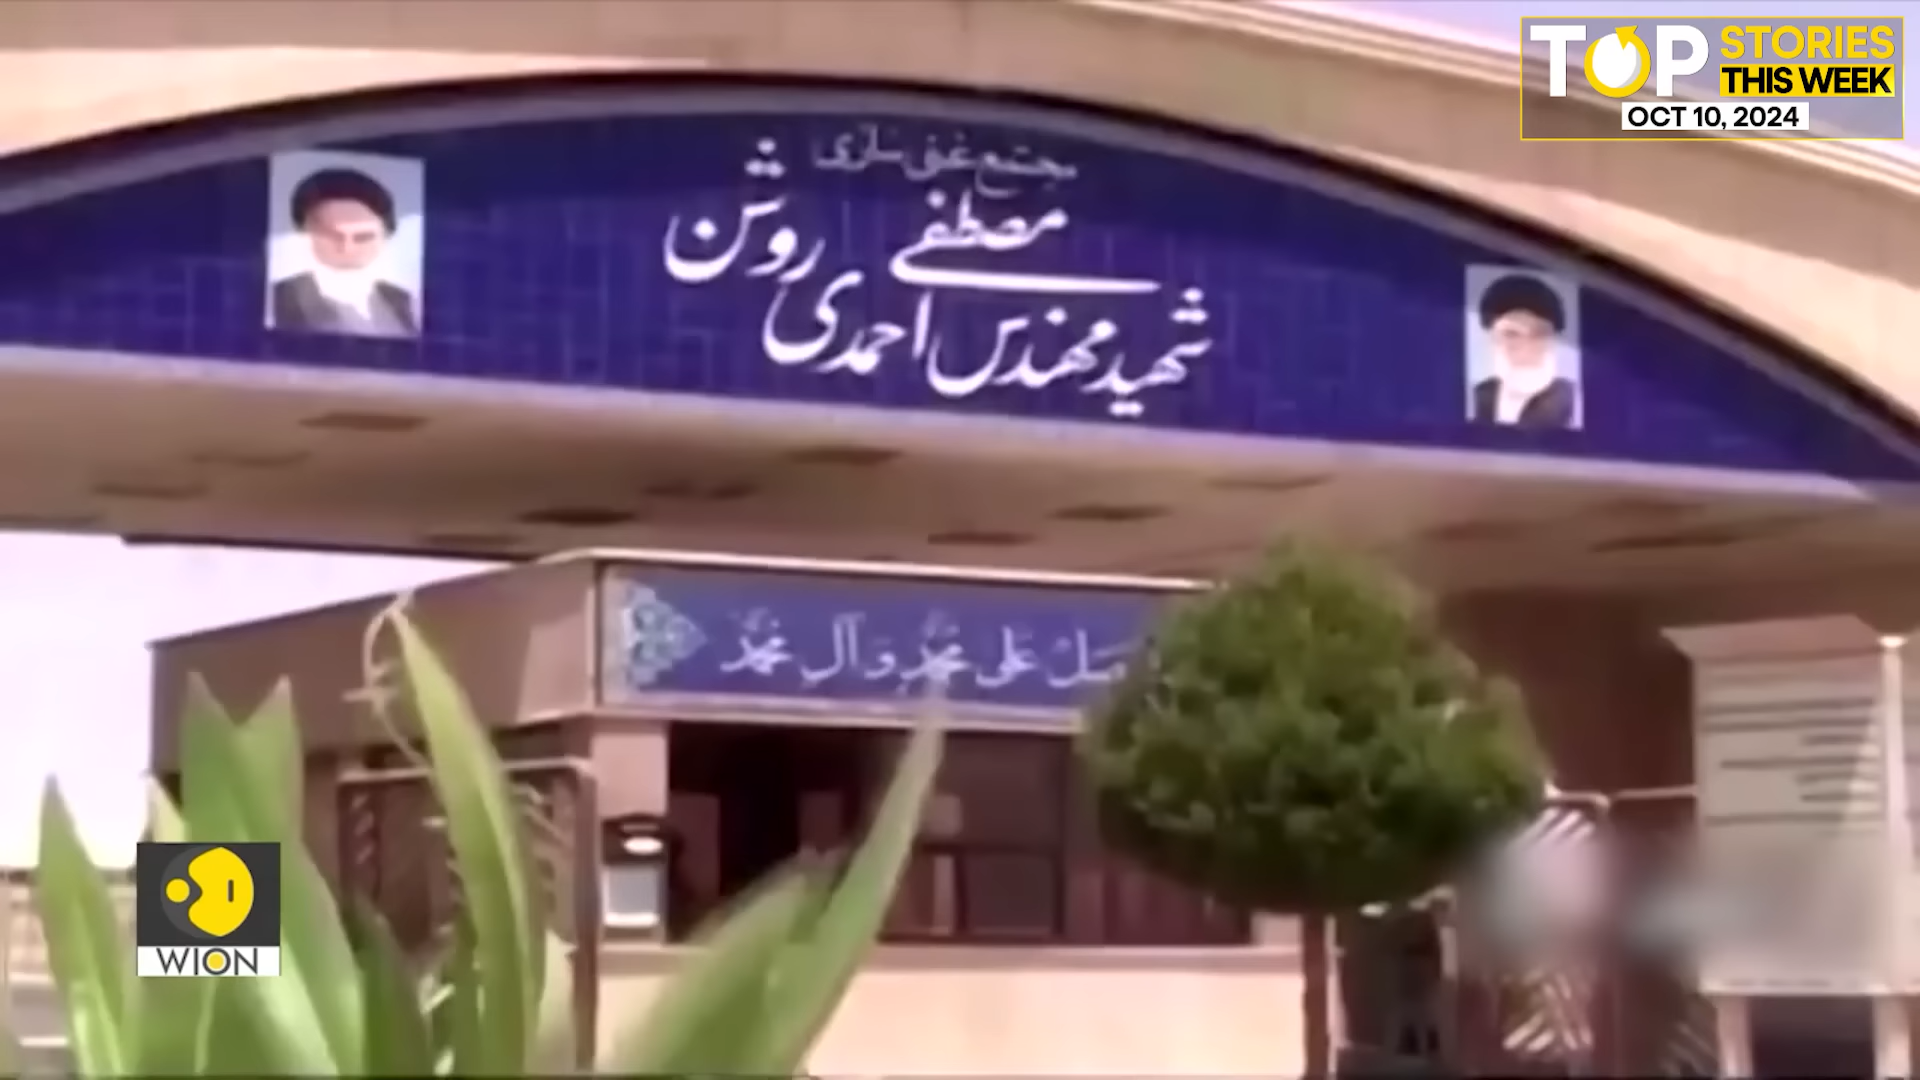 TOP STORIES
THIS WEEK
OCT 10, 2024
مجتمع غنی سازی
شهید مهندس مصطفے احمدی روشن
صل علی محمد و آل محمد
WION